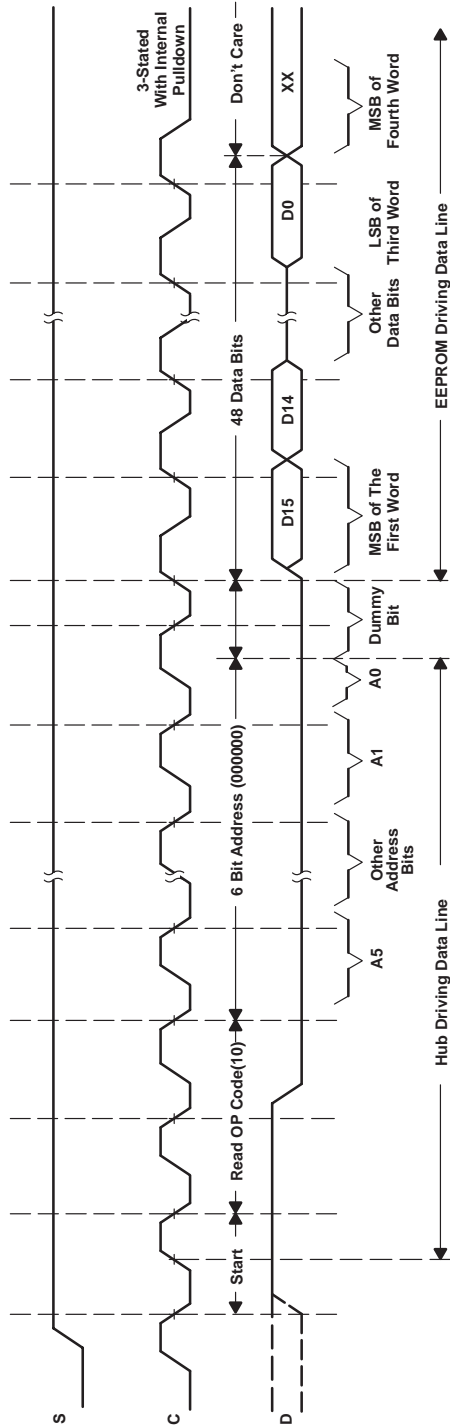 S
C
D
3-Stated
With Internal
Pulldown
Start
Read OP Code(10)
6 Bit Address (000000)
48 Data Bits
Don't Care
D15
D14
D0
XX
A5
Other
Address
Bits
A1
A0
Dummy
Bit
MSB of The
First Word
Other
Data Bits
LSB of
Third Word
MSB of
Fourth Word
Hub Driving Data Line
EEPROM Driving Data Line